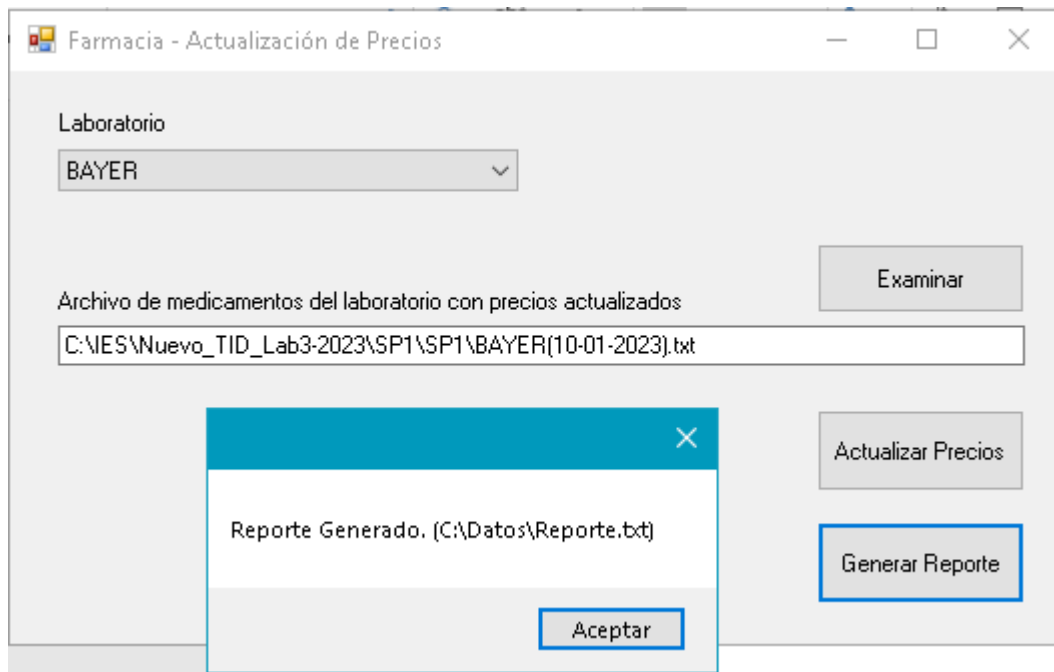 Farmacia - Actualización de Precios
Laboratorio
BAYER
Examinar
Archivo de medicamentos del laboratorio con precios actualizados
C:\IES\Nuevo_TID_Lab3-2023\SP1\SP1\BAYER(10-01-2023).txt
Actualizar Precios
Reporte Generado. (C:\Datos\Reporte.txt)
Generar Reporte
Aceptar